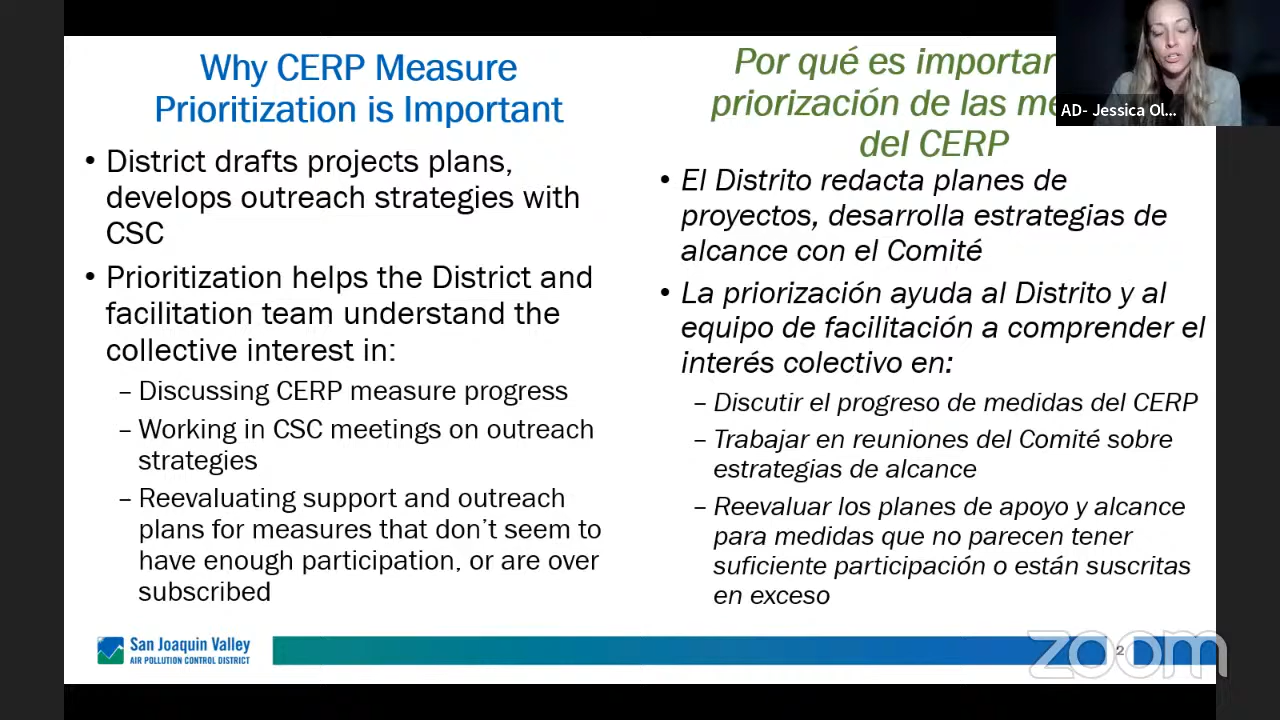 Why CERP Measure
Prioritization is Important
• District drafts projects plans,
develops outreach strategies with
CSC
• Prioritization helps the District and
facilitation team understand the
collective interest in:
– Discussing CERP measure progress
– Working in CSC meetings on outreach
strategies
– Reevaluating support and outreach
plans for measures that don't seem to
have enough participation, or are over
subscribed
Por qué es importan
priorización de las me
del CERP
• El Distrito redacta planes de
proyectos, desarrolla estrategias de
alcance con el Comité
• La priorización ayuda al Distrito y al
equipo de facilitación a comprender el
interés colectivo en:
– Discutir el progreso de medidas del CERP
– Trabajar en reuniones del Comité sobre
estrategias de alcance
– Reevaluar los planes de apoyo y alcance
para medidas que no parecen tener
suficiente participación o están suscritas
en exceso
AD- Jessica Ol...
San Joaquin Valley
AIR POLLUTION CONTROL DISTRICT
2
zoom